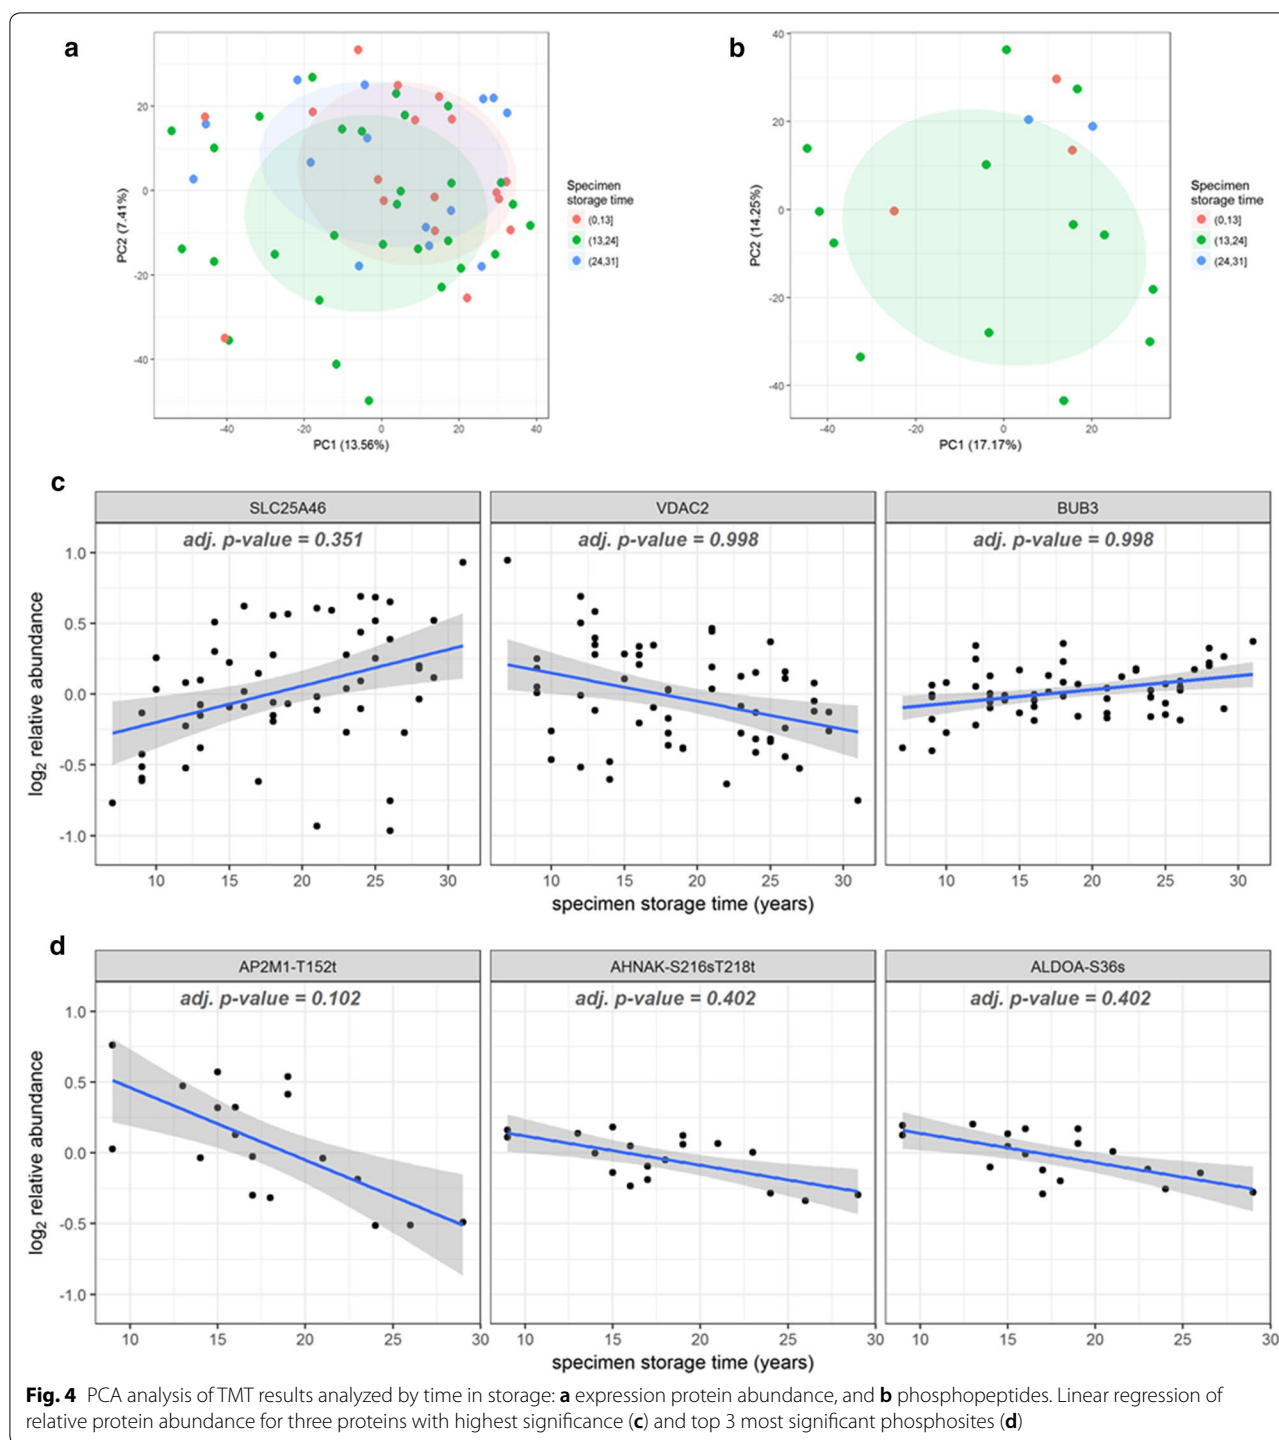 a
20
0
-20
-40
PC2 (7.41%)
-40 -20 0 20 40
PC1 (13.56%)
Specimen
storage time
(0,13]
(13,24]
(24,31]
b
40
20
0
-20
-40
PC2 (14.25%)
-40 -20 0 20
PC1 (17.17%)
Specimen
storage time
(0,13]
(13,24]
(24,31]
c
SLC25A46 VDAC2 BUB3
adj. p-value = 0.351 adj. p-value = 0.998 adj. p-value = 0.998
1.0
0.5
0.0
-0.5
-1.0
log2 relative abundance
10 15 20 25 30 10 15 20 25 30 10 15 20 25 30
specimen storage time (years)
d
AP2M1-T152t AHNAK-S216sT218t ALDOA-S36s
adj. p-value = 0.102 adj. p-value = 0.402 adj. p-value = 0.402
1.0
0.5
0.0
-0.5
-1.0
log2 relative abundance
10 15 20 25 30 10 15 20 25 30 10 15 20 25 30
specimen storage time (years)
Fig. 4 PCA analysis of TMT results analyzed by time in storage: a expression protein abundance, and b phosphopeptides. Linear regression of
relative protein abundance for three proteins with highest significance (c) and top 3 most significant phosphosites (d)